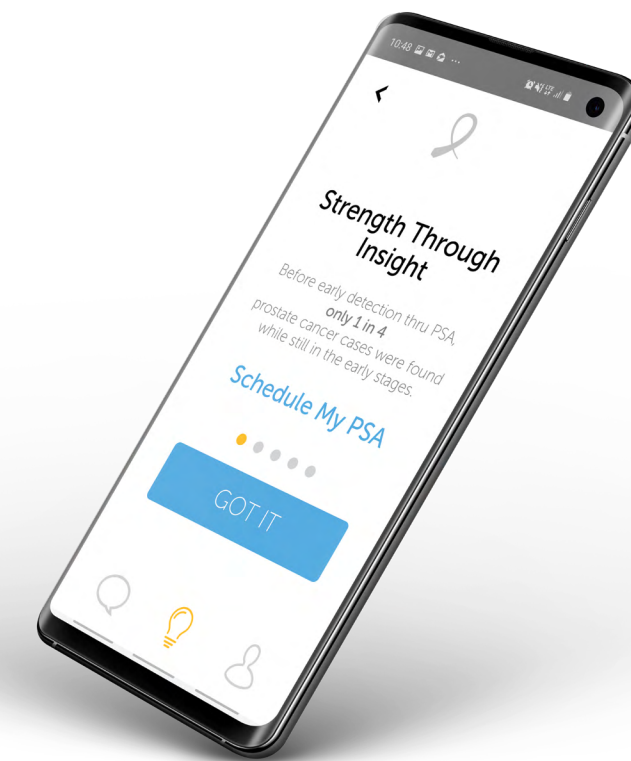 10:48
LTE
Strength Through
Insight
Before early detection thru PSA,
only 1 in 4
prostate cancer cases were found
while still in the early stages.
Schedule My PSA
GOT IT